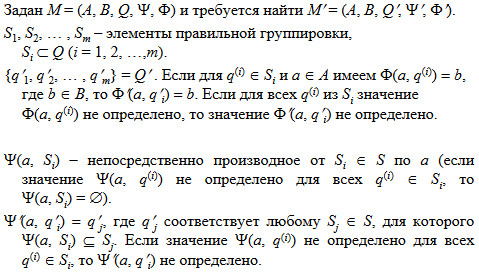 Задан M = (A, B, Q, Ψ, Φ) и требуется найти M′= (A, B, Q′, Ψ′, Φ′).
S₁, S₂, … , Sₘ – элементы правильной группировки,
Sᵢ ⊂ Q (i = 1, 2, …,m).
{q′₁, q′₂, … , q′ₘ} = Q′. Если для q⁽ⁱ⁾ ∈ Sᵢ и a ∈ A имеем Φ(a, q⁽ⁱ⁾) = b,
где b ∈ B, то Φ′(a, q′ᵢ) = b. Если для всех q⁽ⁱ⁾ из Sᵢ значение
Φ(a, q⁽ⁱ⁾) не определено, то значение Φ′(a, q′ᵢ) не определено.
Ψ(a, Sᵢ) – непосредственно производное от Sᵢ ∈ S по a (если
значение Ψ(a, q⁽ⁱ⁾) не определено для всех q⁽ⁱ⁾ ∈ Sᵢ, то
Ψ(a, Sᵢ) = ∅).
Ψ′(a, q′ᵢ) = q′ⱼ, где q′ⱼ соответствует любому Sⱼ ∈ S, для которого
Ψ(a, Sᵢ) ⊆ Sⱼ. Если значение Ψ(a, q⁽ⁱ⁾) не определено для всех
q⁽ⁱ⁾ ∈ Sᵢ, то Ψ′(a, q′ᵢ) не определено.